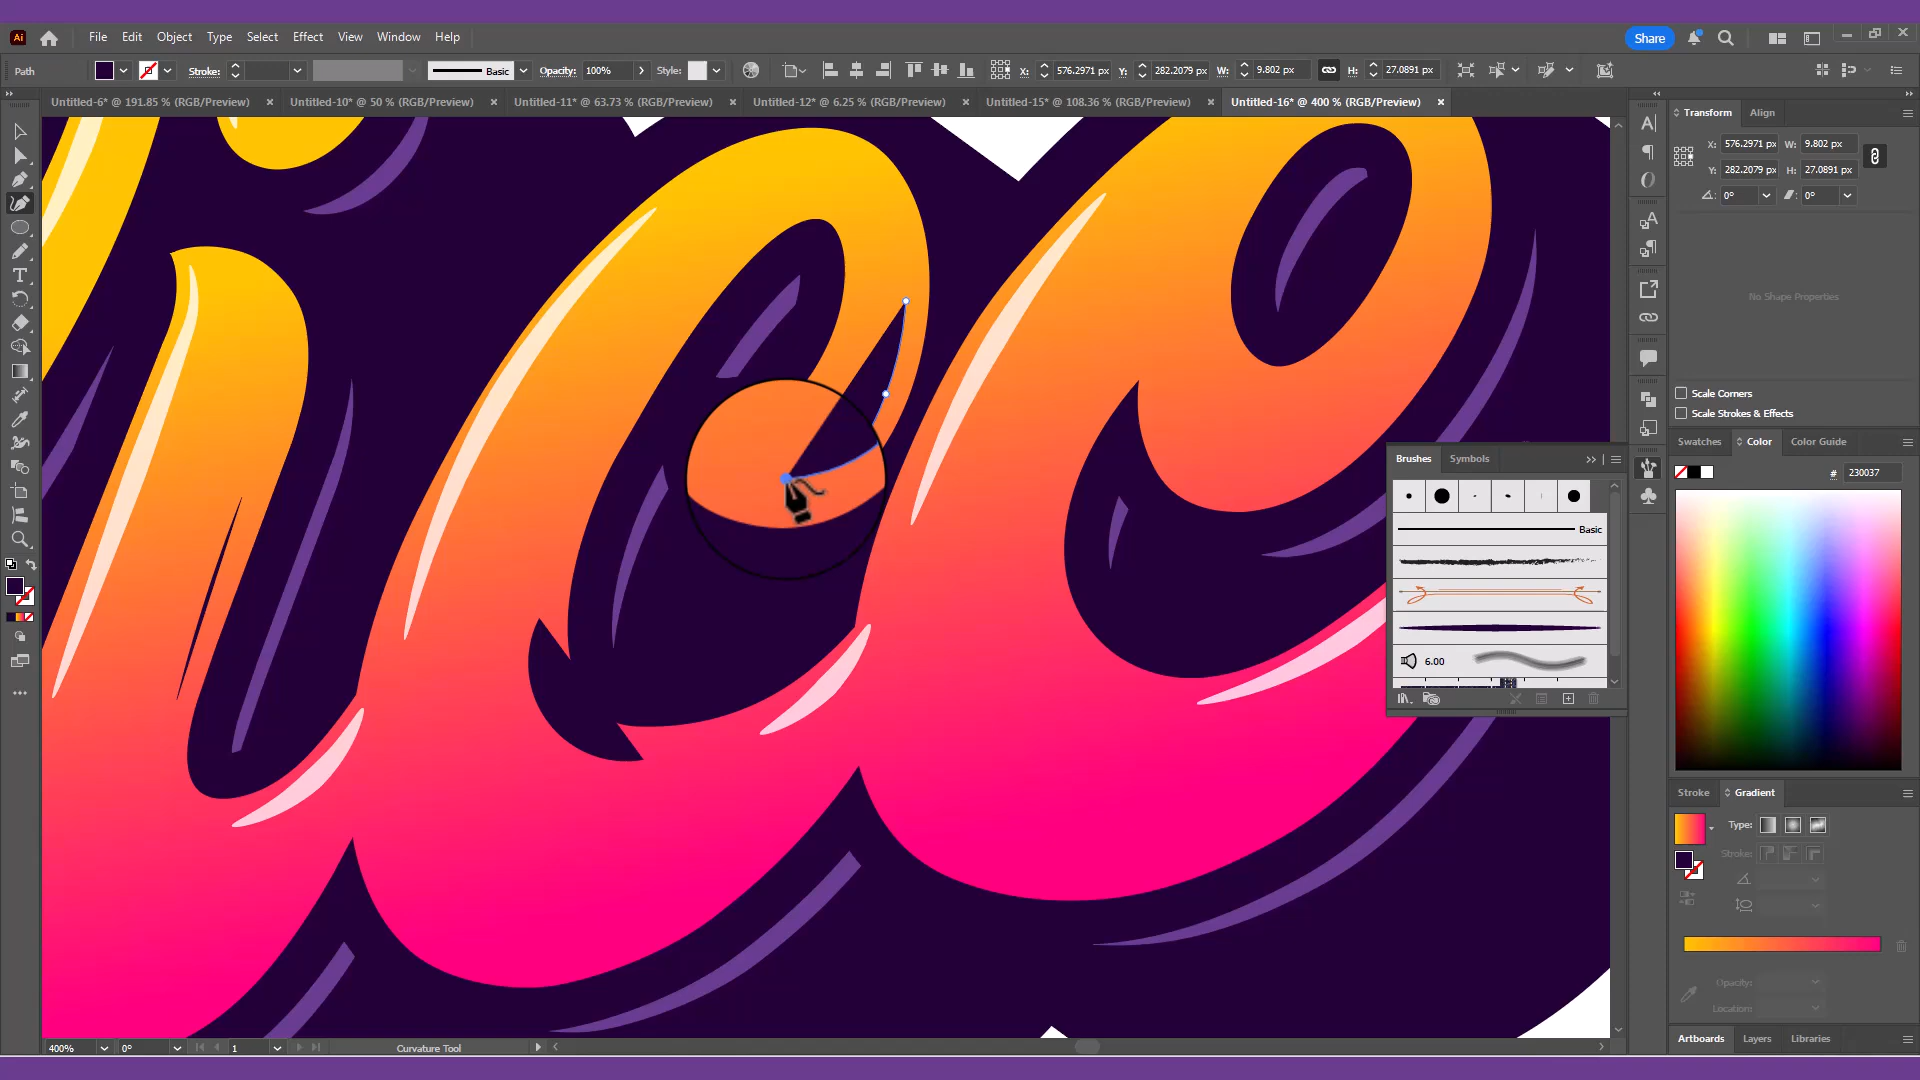 Ai File Edit Object Type Select Effect View Window Help Share
Path Stroke: Basic Opacity: 100% Style: X: 576.2971 px Y: 282.2079 px W: 9.802 px H: 27.0891 px
Untitled-6* @ 191.85 % (RGB/Preview) × Untitled-10* @ 50 % (RGB/Preview) × Untitled-11* @ 63.73 % (RGB/Preview) × Untitled-12* @ 6.25 % (RGB/Preview) × Untitled-15* @ 108.36 % (RGB/Preview) × Untitled-16* @ 400 % (RGB/Preview) ×
Transform Align
X: 576.2971 px W: 9.802 px
Y: 282.2079 px H: 27.0891 px
0° 0°
No Shape Properties
Scale Corners
Scale Strokes & Effects
Swatches Color Color Guide
# 230037
Brushes Symbols
Basic
6.00
Stroke Gradient
Type:
Stroke:
Opacity:
Location:
Artboards Layers Libraries
400% 0° 1 Curvature Tool